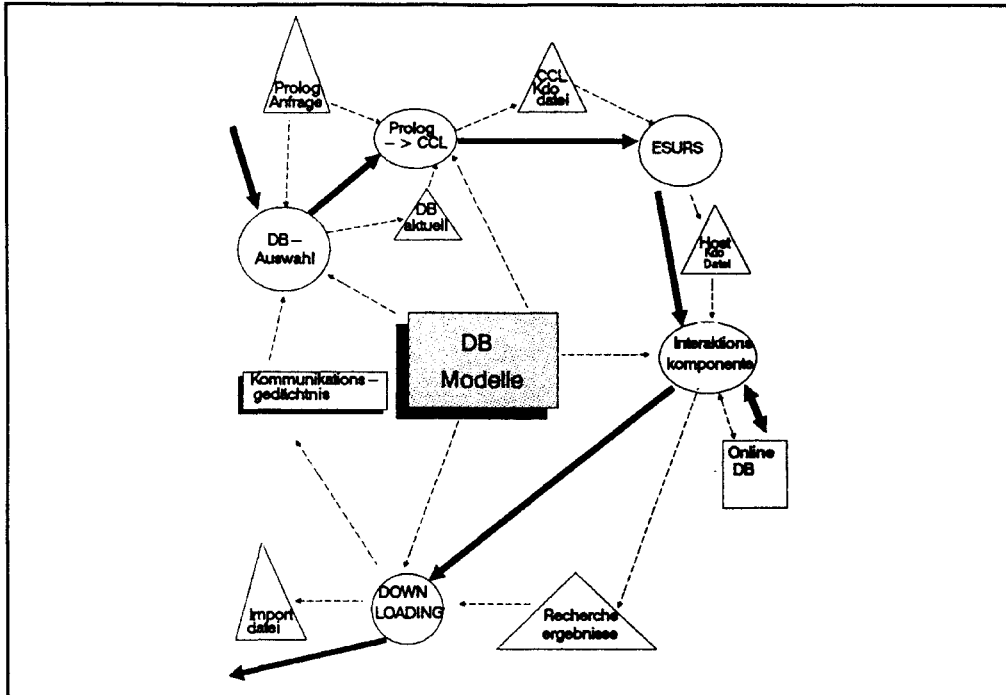 Prolog
Anfrage
CCL
Kdo
datei
Prolog
-> CCL
ESURS
DB
aktuell
DB-
Auswahl
Host
Kdo
Datei
DB
Modelle
Interaktions
komponente
Kommunikations-
gedächtnis
Online
DB
DOWN
LOADING
Import
datei
Recherche
ergebnisse